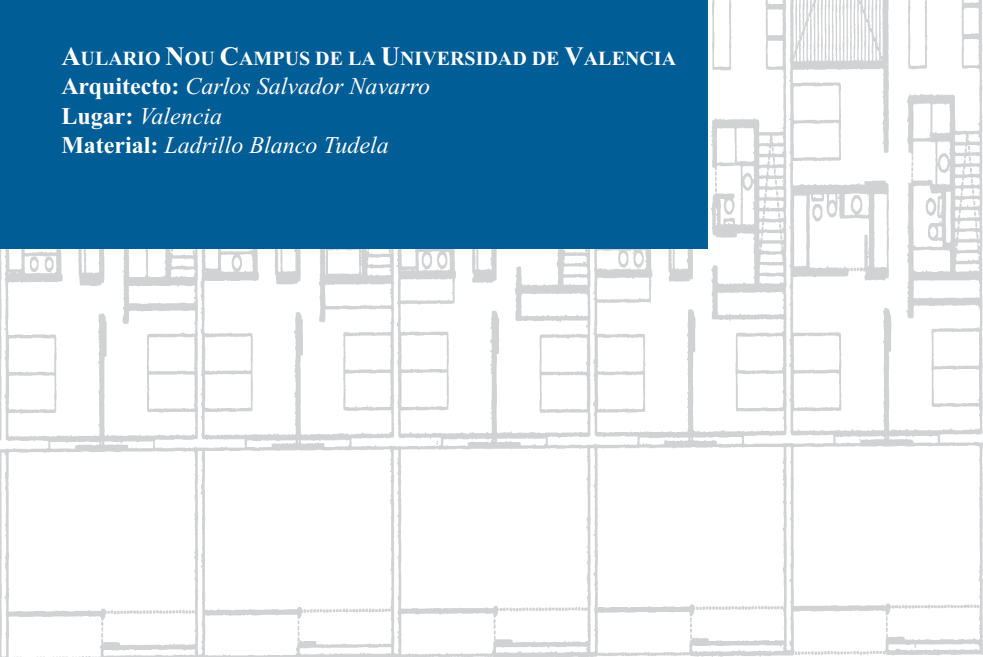 AULARIO NOU CAMPUS DE LA UNIVERSIDAD DE VALENCIA
Arquitecto: Carlos Salvador Navarro
Lugar: Valencia
Material: Ladrillo Blanco Tudela